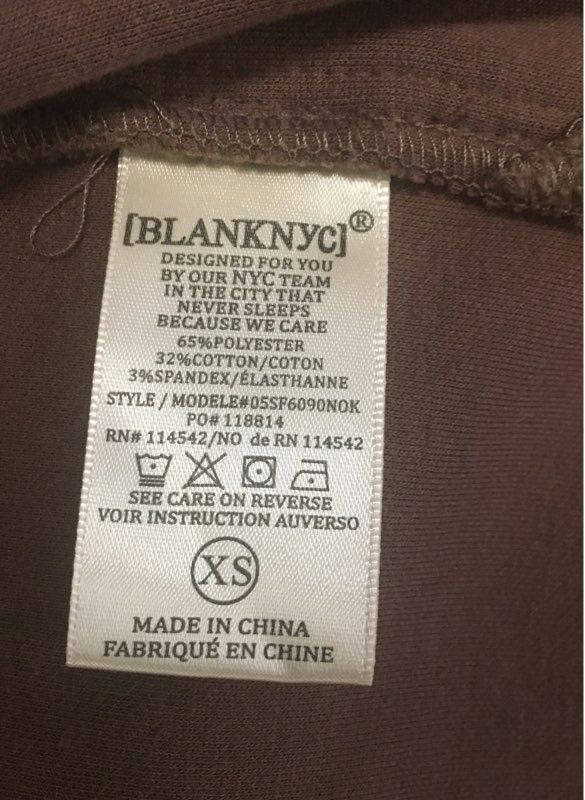 [BLANKNYC]®
DESIGNED FOR YOU
BY OUR NYC TEAM
IN THE CITY THAT
NEVER SLEEPS
BECAUSE WE CARE
65%POLYESTER
32%COTTON/COTON
3%SPANDEX/ÉLASTHANNE
STYLE / MODELE#05SF6090NOK
PO# 118814
RN# 114542/NO de RN 114542
SEE CARE ON REVERSE
VOIR INSTRUCTION AUVERSO
XS
MADE IN CHINA
FABRIQUÉ EN CHINE